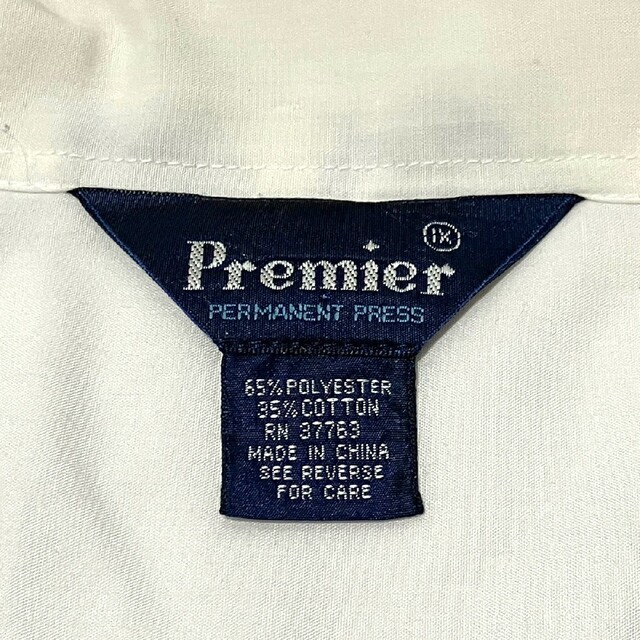 1X
Premier
PERMANENT PRESS
65% POLYESTER
35% COTTON
RN 37763
MADE IN CHINA
SEE REVERSE
FOR CARE